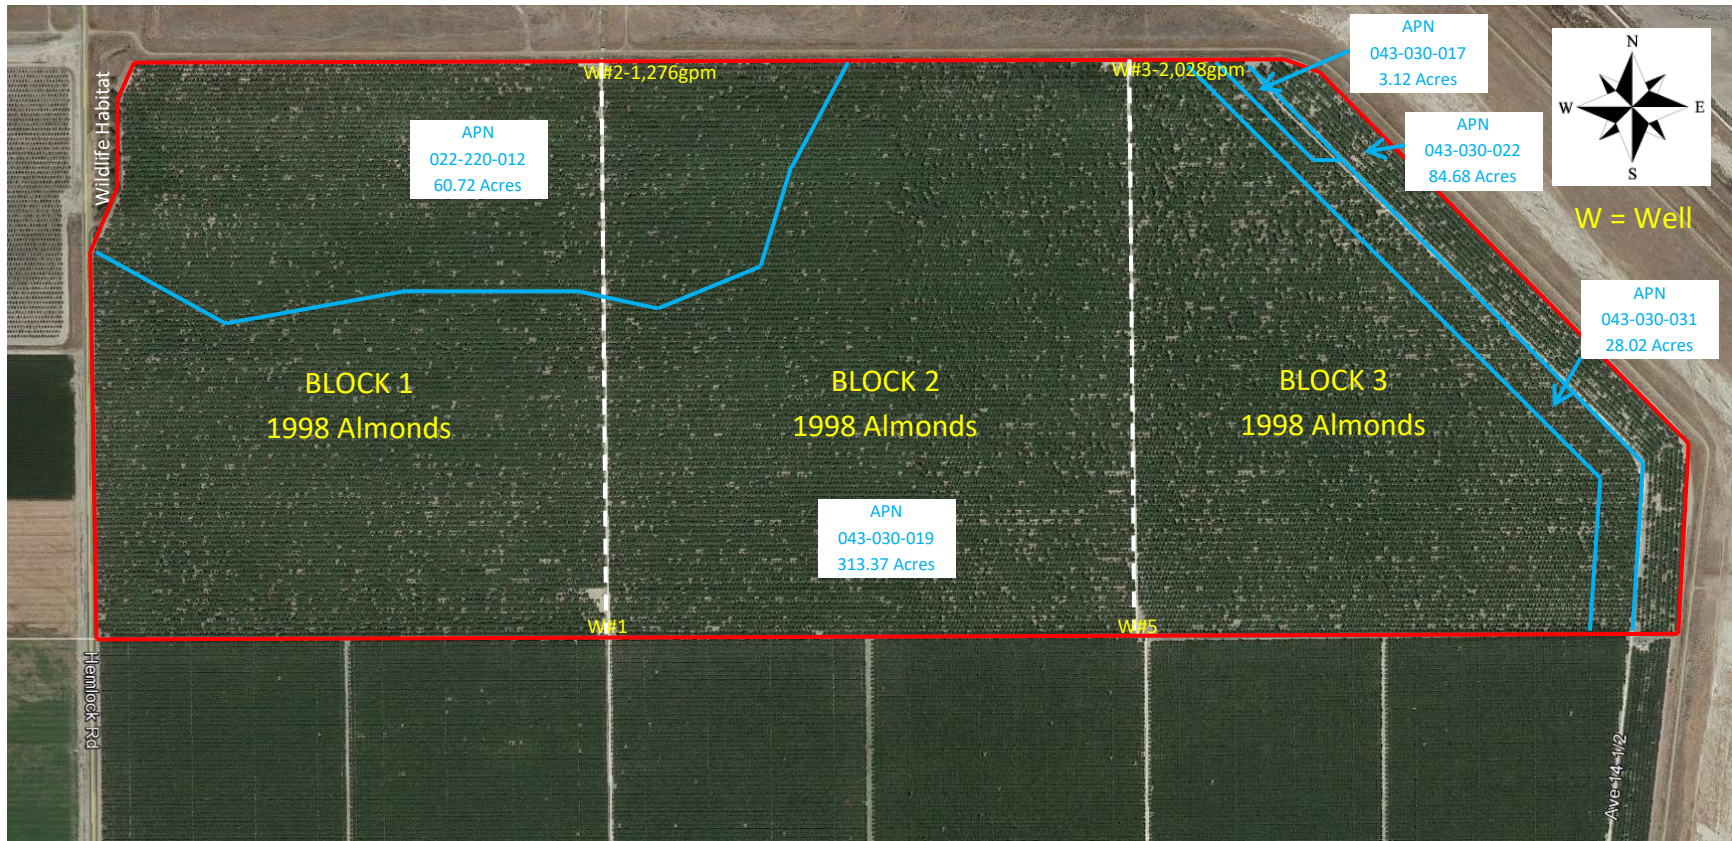 APN
043-030-017
3.12 Acres
N
W
E
S
Wildlife Habitat
W#2-1,276gpm
W#3-2,028gpm
APN
022-220-012
60.72 Acres
APN
043-030-022
84.68 Acres
W = Well
APN
043-030-031
28.02 Acres
BLOCK 1
1998 Almonds
BLOCK 2
1998 Almonds
BLOCK 3
1998 Almonds
APN
043-030-019
313.37 Acres
W#1
W#5
Hemlock Rd
Ave 14 1/2